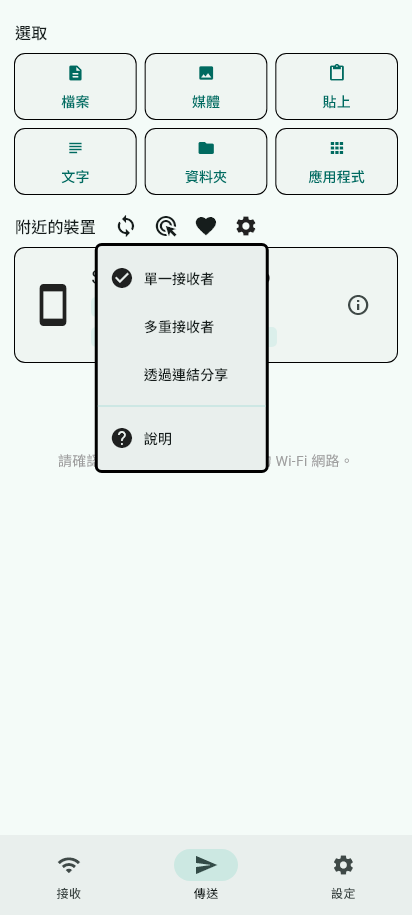 選取
檔案
媒體
貼上
文字
資料夾
應用程式
附近的裝置
單一接收者
多重接收者
透過連結分享
說明
請確 Wi-Fi 網路。
接收
傳送
設定